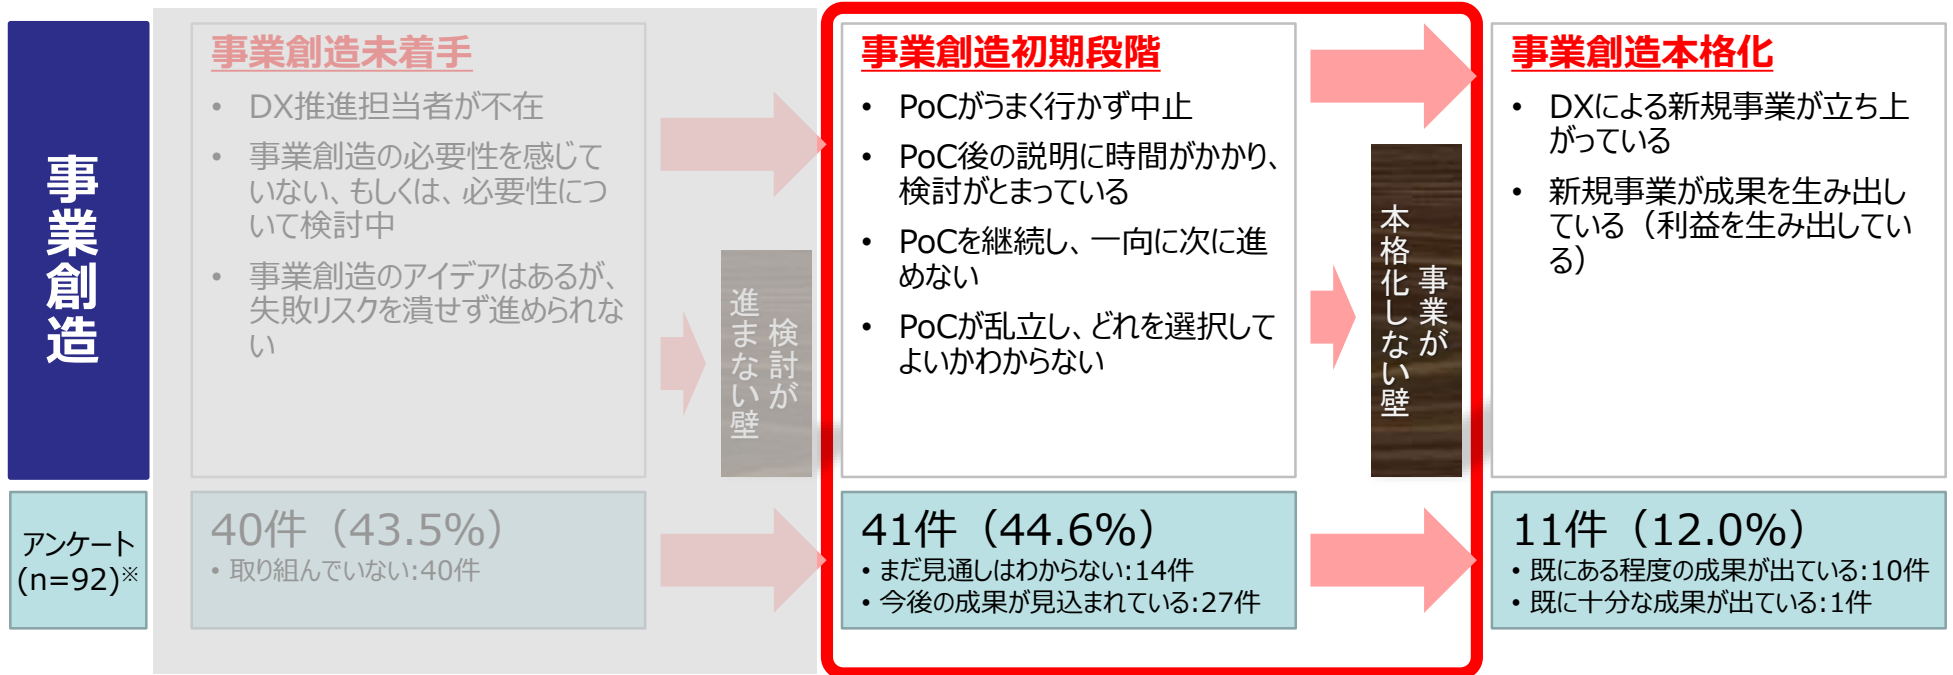 事業創造
事業創造未着手
• DX推進担当者が不在
• 事業創造の必要性を感じて
いない、もしくは、必要性につ
いて検討中
• 事業創造のアイデアはあるが、
失敗リスクを潰せず進められな
い
検討が
進まない壁
事業創造初期段階
• PoCがうまく行かず中止
• PoC後の説明に時間がかかり、
検討がとまっている
• PoCを継続し、一向に次に進
めない
• PoCが乱立し、どれを選択して
よいかわからない
事業が
本格化しない壁
事業創造本格化
• DXによる新規事業が立ち上
がっている
• 新規事業が成果を生み出し
ている（利益を生み出してい
る）
アンケート
(n=92)※
40件（43.5%）
• 取り組んでいない:40件
41件（44.6%）
• まだ見通しはわからない:14件
• 今後の成果が見込まれている:27件
11件（12.0%）
• 既にある程度の成果が出ている:10件
• 既に十分な成果が出ている:1件